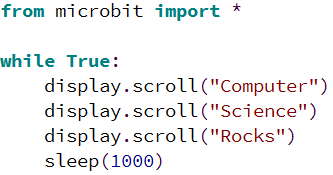 from microbit import *
while True:
    display.scroll("Computer")
    display.scroll("Science")
    display.scroll("Rocks")
    sleep(1000)